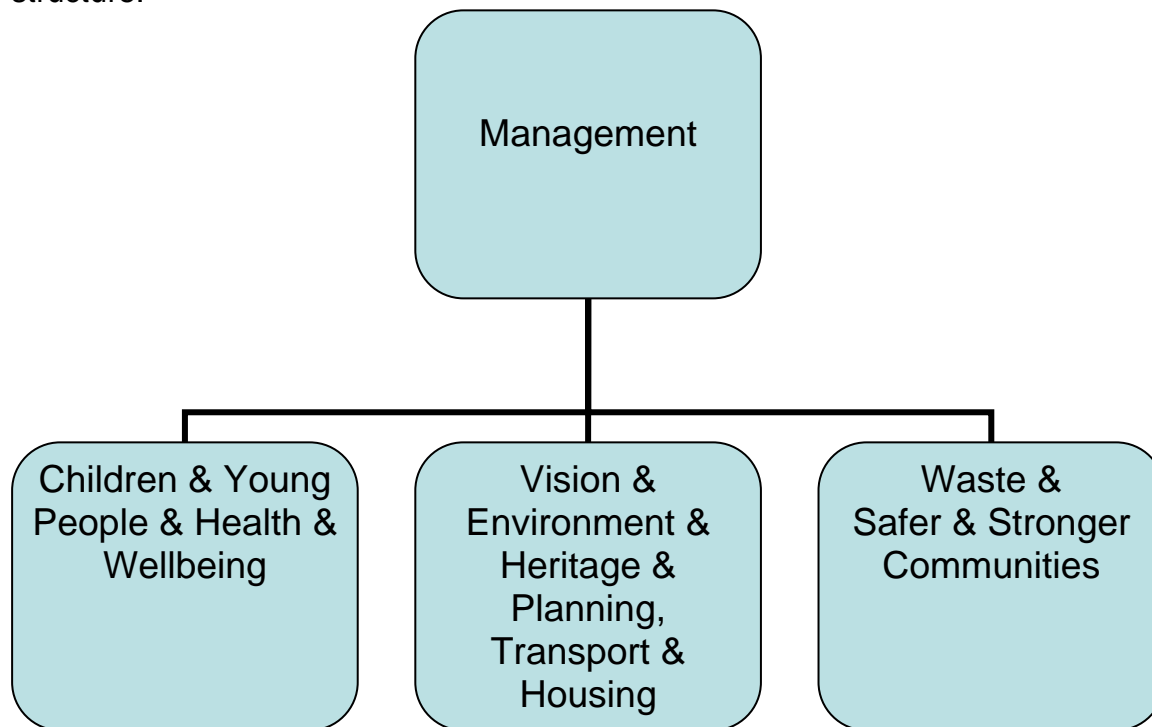 structure:
Management
Children & Young
People & Health &
Wellbeing
Vision &
Environment &
Heritage &
Planning,
Transport &
Housing
Waste &
Safer & Stronger
Communities